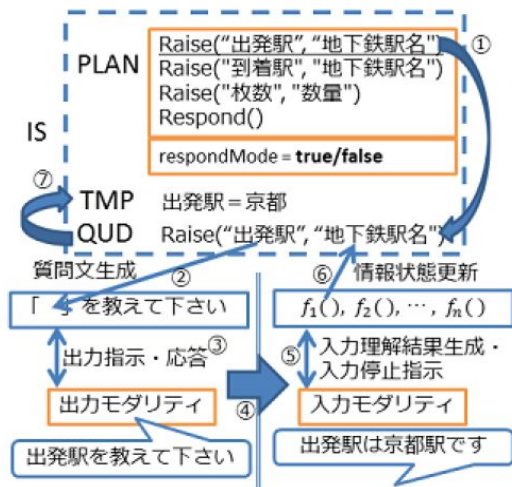 Raise("出発駅", "地下鉄駅名")
①
PLAN
Raise("到着駅", "地下鉄駅名")
Raise("枚数", "数量")
Respond()
IS
respondMode = true/false
⑦
TMP
出発駅＝京都
QUD
Raise("出発駅", "地下鉄駅名")
質問文生成
②
⑥
情報状態更新
「　」を教えて下さい
f₁(), f₂(), ⋯, fₙ()
出力指示・応答
③
⑤
入力理解結果生成・
入力停止指示
④
出力モダリティ
入力モダリティ
出発駅を教えて下さい
出発駅は京都駅です